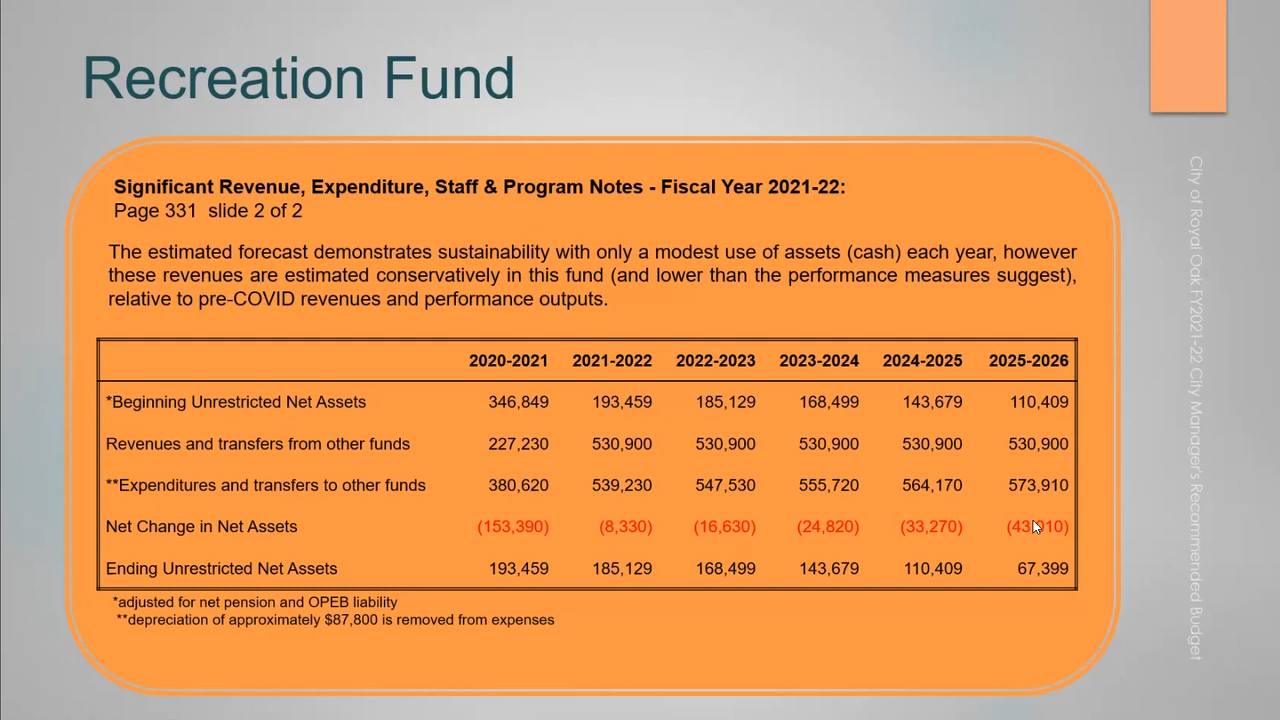 Recreation Fund
Significant Revenue, Expenditure, Staff & Program Notes - Fiscal Year 2021-22:
Page 331 slide 2 of 2
The estimated forecast demonstrates sustainability with only a modest use of assets (cash) each year, however
these revenues are estimated conservatively in this fund (and lower than the performance measures suggest),
relative to pre-COVID revenues and performance outputs.
2020-2021 2021-2022 2022-2023 2023-2024 2024-2025 2025-2026
*Beginning Unrestricted Net Assets 346,849 193,459 185,129 168,499 143,679 110,409
Revenues and transfers from other funds 227,230 530,900 530,900 530,900 530,900 530,900
**Expenditures and transfers to other funds 380,620 539,230 547,530 555,720 564,170 573,910
Net Change in Net Assets (153,390) (8,330) (16,630) (24,820) (33,270)
Ending Unrestricted Net Assets 193,459 185,129 168,499 143,679 110,409 67,399
*adjusted for net pension and OPEB liability
**depreciation of approximately $87,800 is removed from expenses
City of Royal Oak FY2021-22 City Manager's Recommended Budget